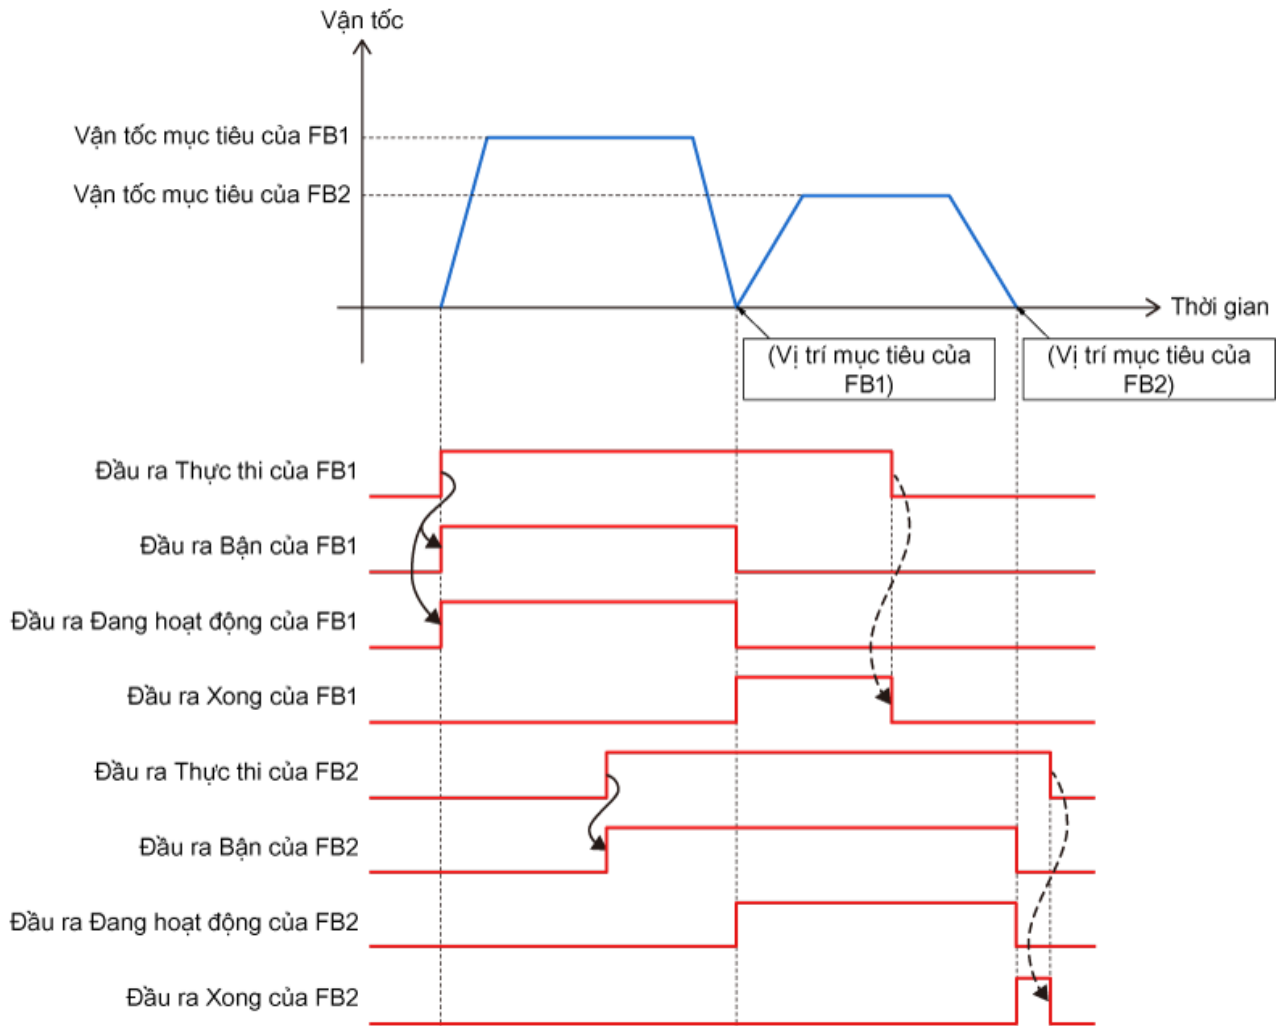 Vận tốc
Vận tốc mục tiêu của FB1
Vận tốc mục tiêu của FB2
Thời gian
(Vị trí mục tiêu của
FB1)
(Vị trí mục tiêu của
FB2)
Đầu ra Thực thi của FB1
Đầu ra Bận của FB1
Đầu ra Đang hoạt động của FB1
Đầu ra Xong của FB1
Đầu ra Thực thi của FB2
Đầu ra Bận của FB2
Đầu ra Đang hoạt động của FB2
Đầu ra Xong của FB2